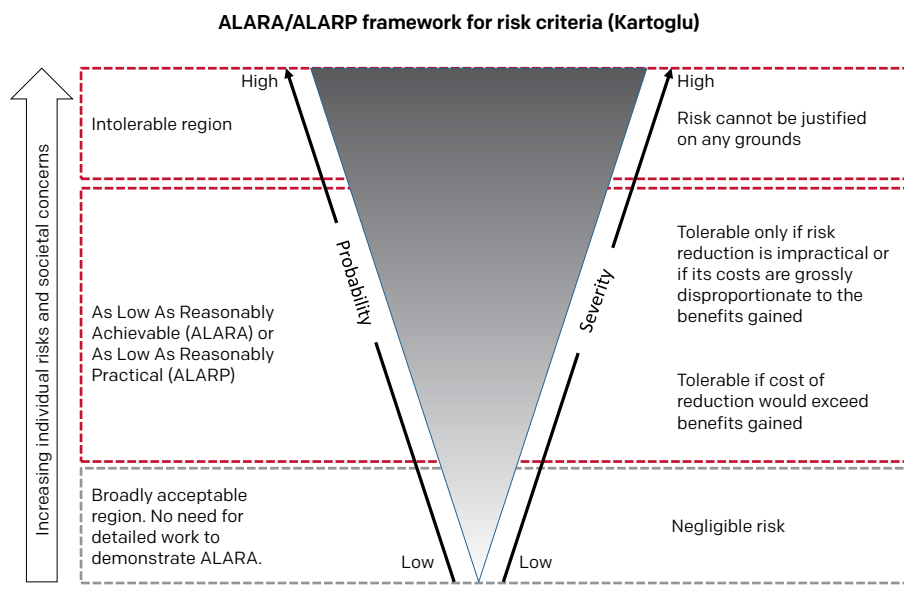 ALARA/ALARP framework for risk criteria (Kartoglu)
Increasing individual risks and societal concerns
High
High
Intolerable region
Risk cannot be justified
on any grounds
Probability
Severity
Tolerable only if risk
reduction is impractical or
if its costs are grossly
disproportionate to the
benefits gained
As Low As Reasonably
Achievable (ALARA) or
As Low As Reasonably
Practical (ALARP)
Tolerable if cost of
reduction would exceed
benefits gained
Broadly acceptable
region. No need for
detailed work to
demonstrate ALARA.
Negligible risk
Low
Low